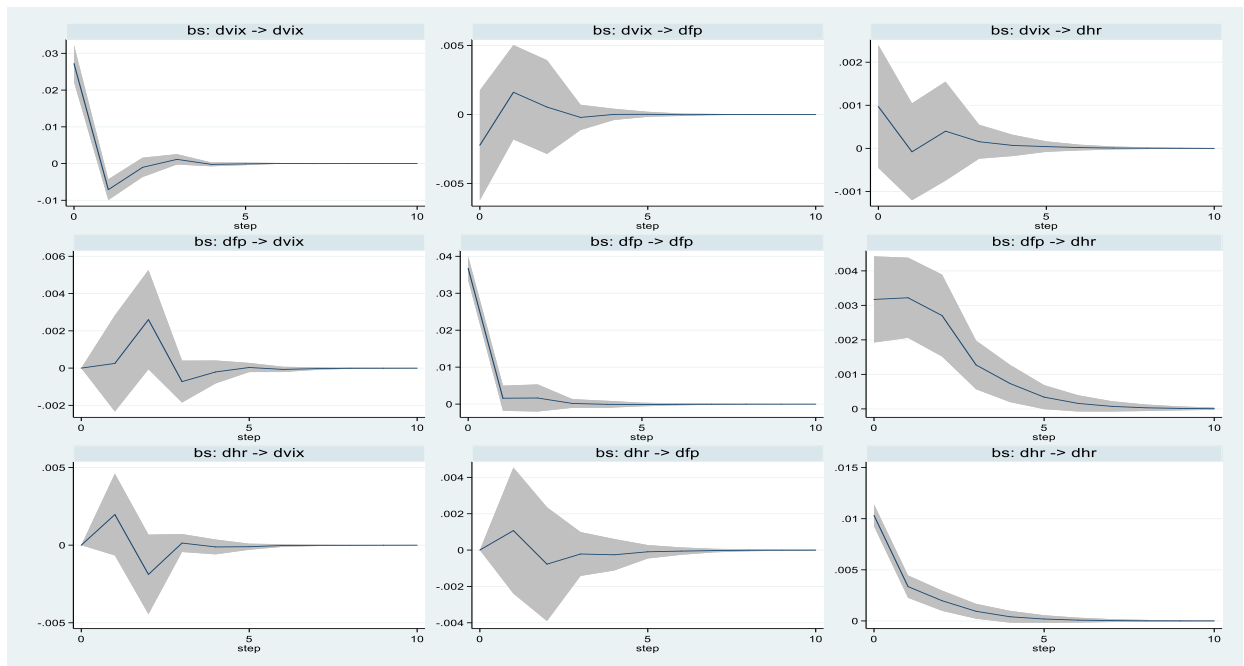 bs: dvix -> dvix
.03
.02
.01
0
-.01
0 5 10
step
bs: dvix -> dfp
.005
0
-.005
0 5 10
step
bs: dvix -> dhr
.002
.001
0
-.001
0 5 10
step
bs: dfp -> dvix
.006
.004
.002
0
-.002
0 5 10
step
bs: dfp -> dfp
.04
.03
.02
.01
0
0 5 10
step
bs: dfp -> dhr
.004
.003
.002
.001
0
0 5 10
step
bs: dhr -> dvix
.005
0
-.005
0 5 10
step
bs: dhr -> dfp
.004
.002
0
-.002
-.004
0 5 10
step
bs: dhr -> dhr
.015
.01
.005
0
0 5 10
step